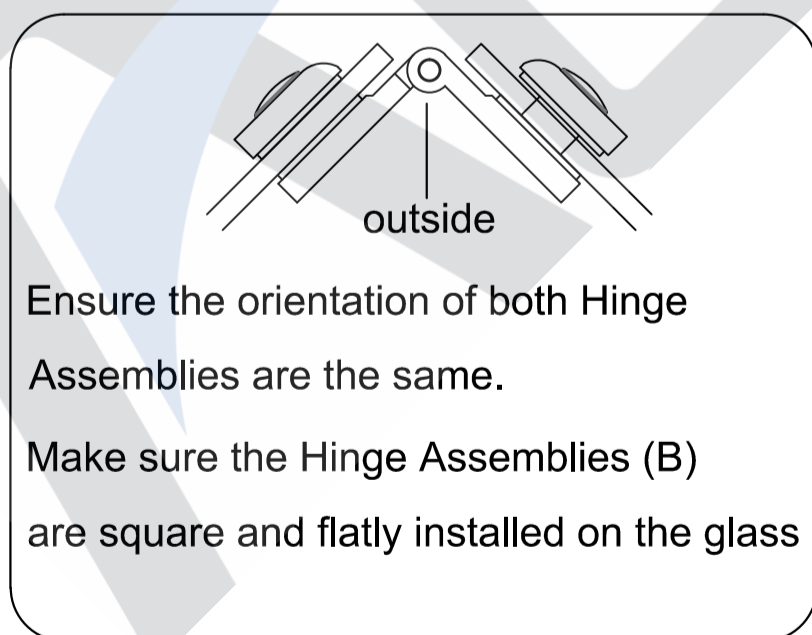 outside
Ensure the orientation of both Hinge
Assemblies are the same.
Make sure the Hinge Assemblies (B)
are square and flatly installed on the glass